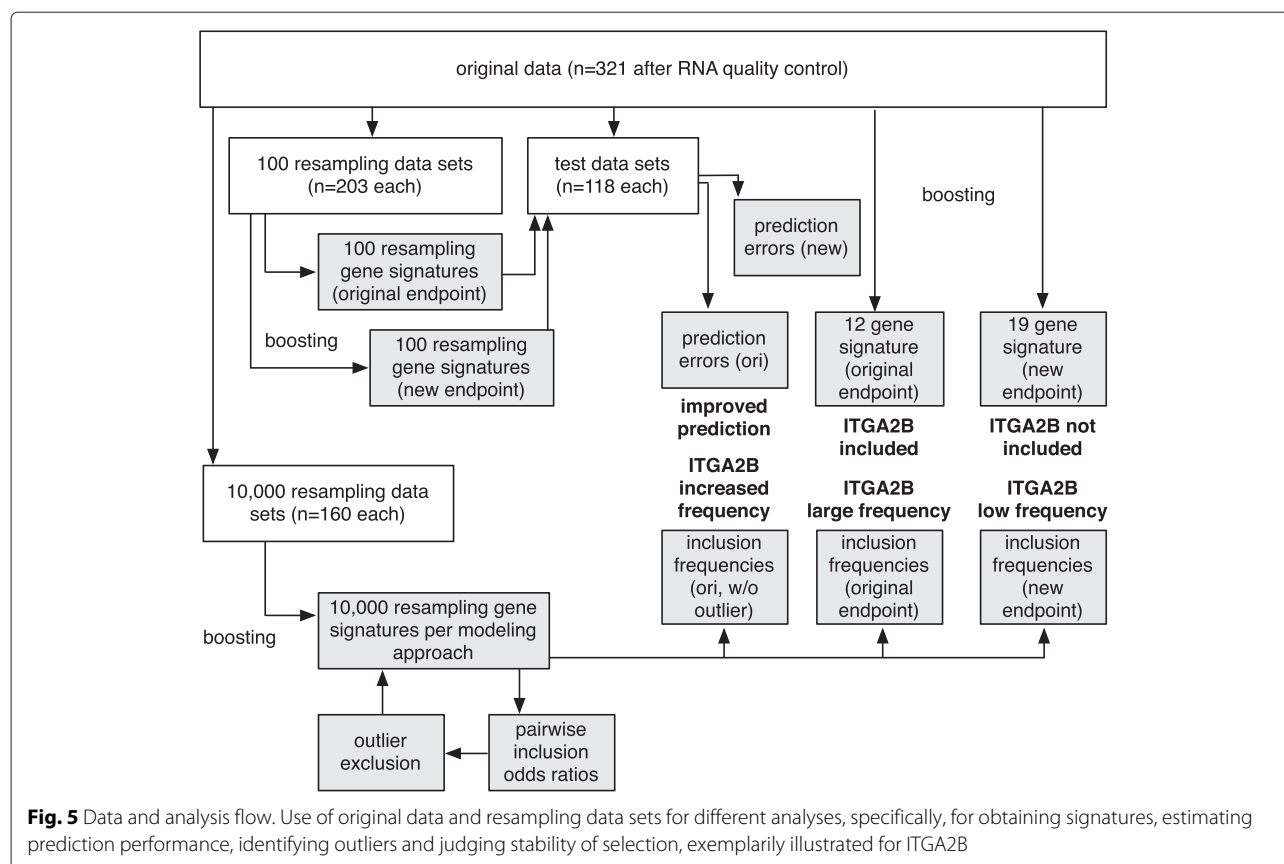 original data (n=321 after RNA quality control)
100 resampling data sets
(n=203 each)
test data sets
(n=118 each)
boosting
prediction
errors (new)
100 resampling
gene signatures
(original endpoint)
boosting
100 resampling
gene signatures
(new endpoint)
prediction
errors (ori)
12 gene
signature
(original
endpoint)
19 gene
signature
(new
endpoint)
improved
prediction
ITGA2B
included
ITGA2B not
included
ITGA2B
increased
frequency
ITGA2B
large frequency
ITGA2B
low frequency
10,000 resampling data
sets (n=160 each)
inclusion
frequencies
(ori, w/o
outlier)
inclusion
frequencies
(original
endpoint)
inclusion
frequencies
(new
endpoint)
boosting
10,000 resampling gene
signatures per modeling
approach
outlier
exclusion
pairwise
inclusion
odds ratios
Fig. 5 Data and analysis flow. Use of original data and resampling data sets for different analyses, specifically, for obtaining signatures, estimating
prediction performance, identifying outliers and judging stability of selection, exemplarily illustrated for ITGA2B